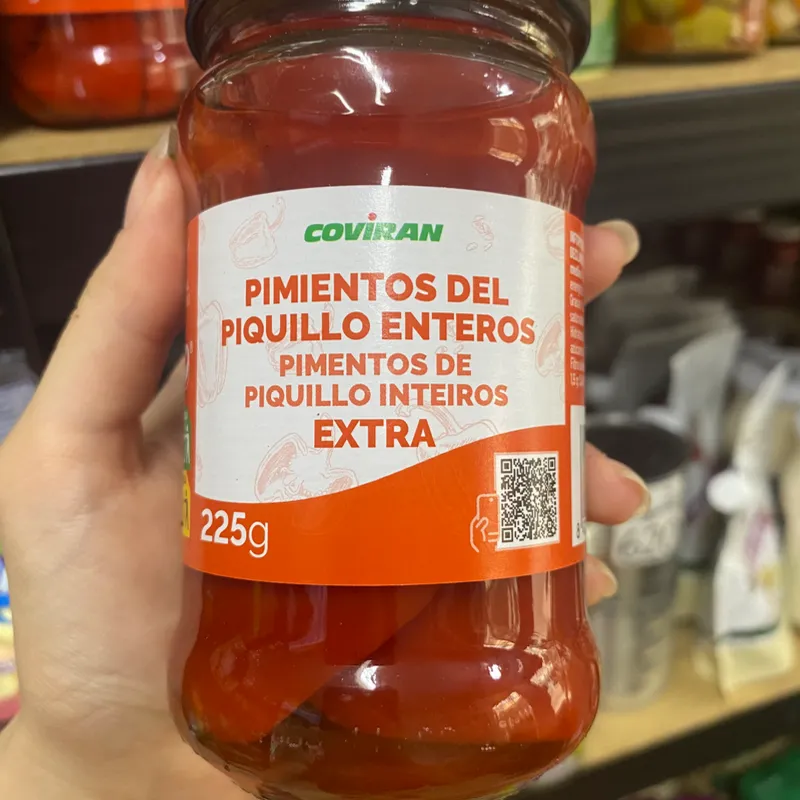 COVIRAN
PIMIENTOS DEL
PIQUILLO ENTEROS
PIMENTOS DE
PIQUILLO INTEIROS
EXTRA
225g